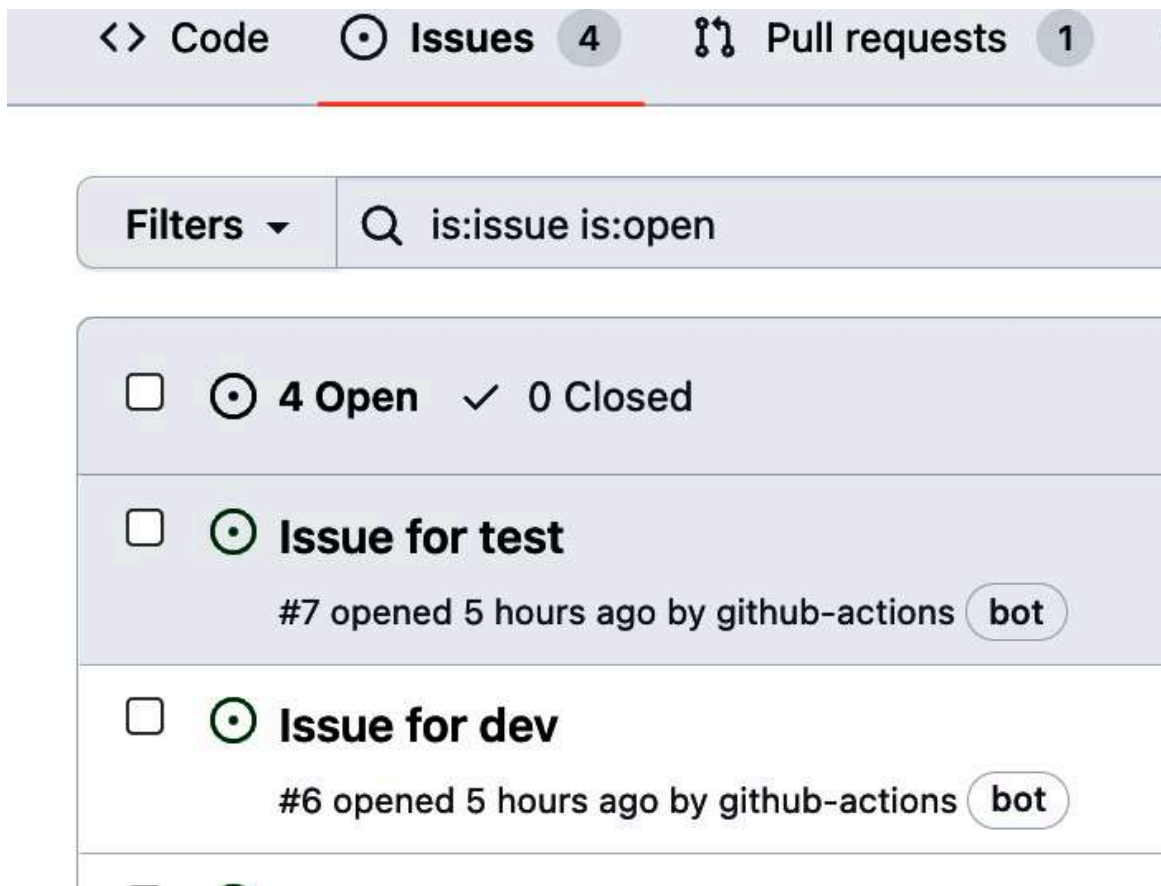 Code Issues 4 Pull requests 1
Filters is:issue is:open
4 Open 0 Closed
Issue for test
#7 opened 5 hours ago by github-actions bot
Issue for dev
#6 opened 5 hours ago by github-actions bot